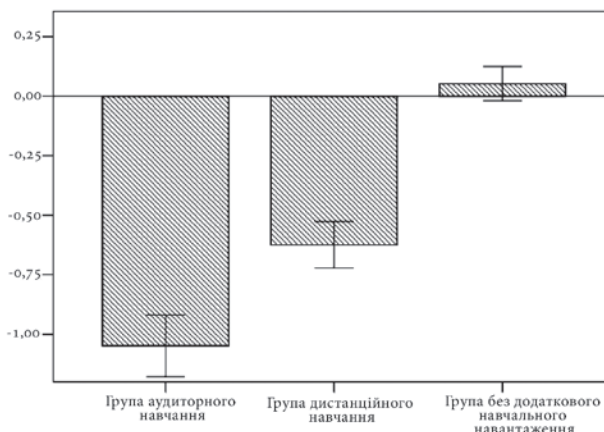 0,25
0,00
-0,25
-0,50
-0,75
-1,00
Група аудиторного
навчання
Група дистанційного
навчання
Група без додаткового
навчального
навантаження